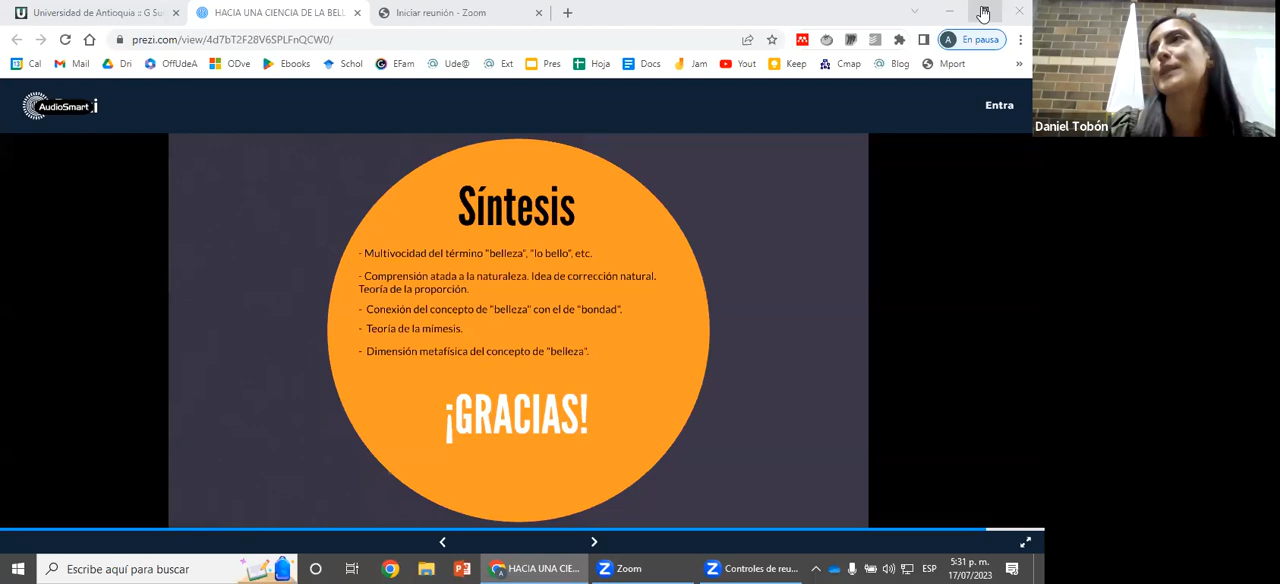 Universidad de Antioquia :: G Su
HACIA UNA CIENCIA DE LA BELL
Iniciar reunión - Zoom
prezi.com/view/4d7bT2F28V6SPLFnQCW0/
A En pausa
Cal Mail Dri OffUdeA ODve Ebooks Schol EFam Ude@ Ext Pres Hoja Docs Jam Yout Keep Cmap Blog Mport »
AudioSmart.i
Entra
Daniel Tobón
Síntesis
- Multivocidad del término "belleza", "lo bello", etc.
- Comprensión atada a la naturaleza. Idea de corrección natural.
Teoría de la proporción.
- Conexión del concepto de "belleza" con el de "bondad".
- Teoría de la mímesis.
- Dimensión metafísica del concepto de "belleza".
¡GRACIAS!
Escribe aquí para buscar
HACIA UNA CIE...
Zoom
Controles de reu...
ESP
5:31 p. m.
17/07/2023